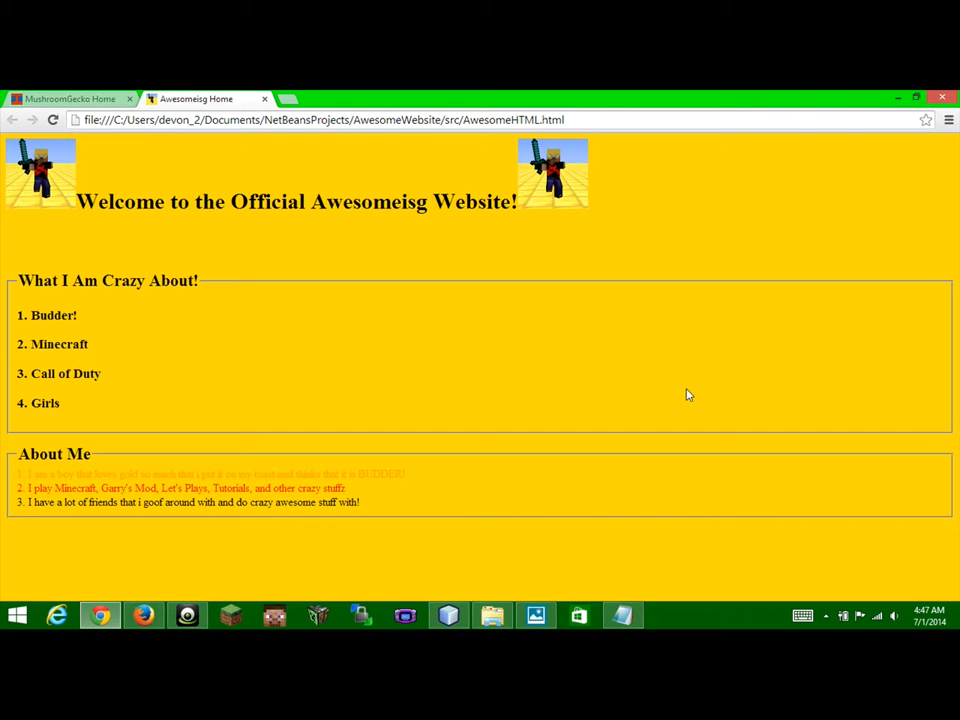 MushroomGecko Home
Awesomeisg Home
file:///C:/Users/devon_2/Documents/NetBeansProjects/AwesomeWebsite/src/AwesomeHTML.html
Welcome to the Official Awesomeisg Website!
What I Am Crazy About!
1. Budder!
2. Minecraft
3. Call of Duty
4. Girls
About Me
1. I am a boy that loves gold so much that i put it on my toast and thinks that it is BUDDER!
2. I play Minecraft, Garry's Mod, Let's Plays, Tutorials, and other crazy stuffz
3. I have a lot of friends that i goof around with and do crazy awesome stuff with!
4:47 AM
7/1/2014